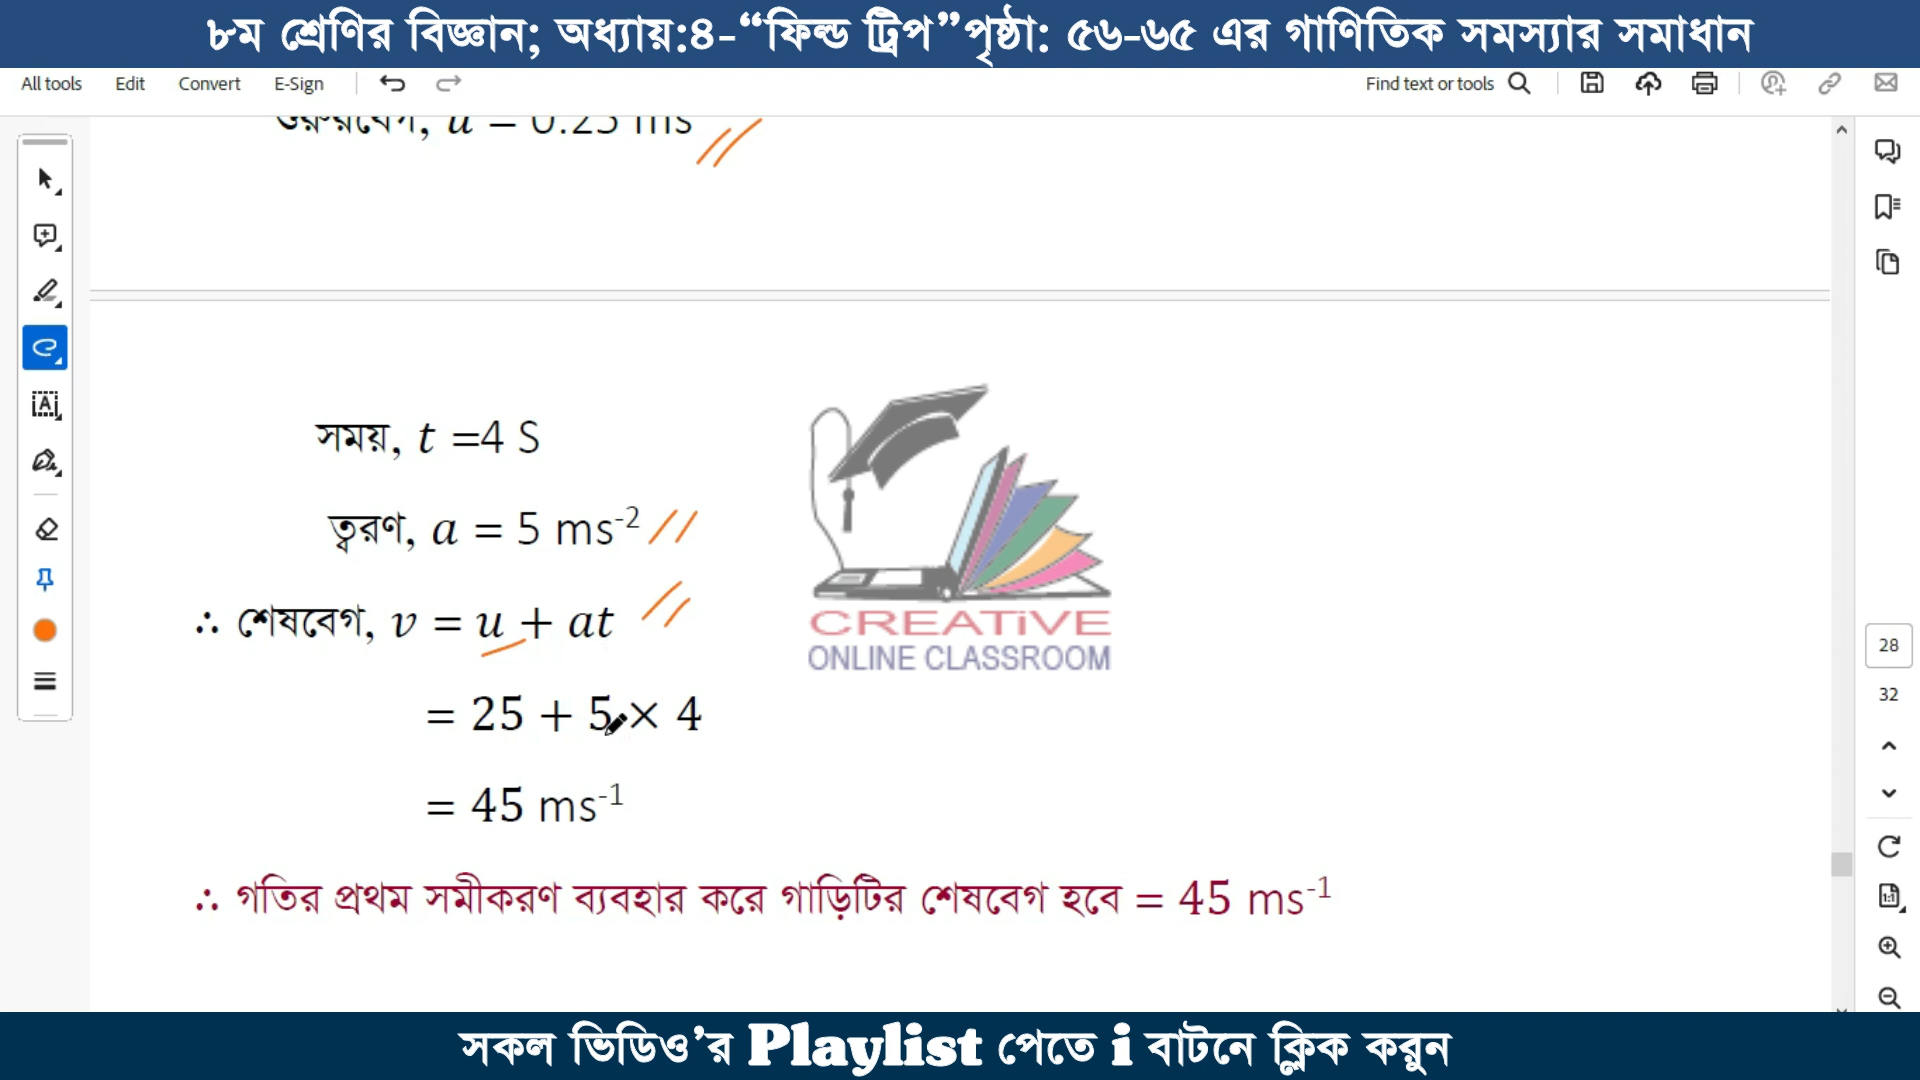 ৮ম শ্রেণির বিজ্ঞান; অধ্যায়:৪-“ফিল্ড ট্রিপ”পৃষ্ঠা: ৫৬-৬৫ এর গাণিতিক সমস্যার সমাধান
All tools Edit Convert E-Sign Find text or tools
সময়, t =4 S
ত্বরণ, a = 5 ms-2
∴ শেষবেগ, v = u + at
= 25 + 5 × 4
= 45 ms-1
∴ গতির প্রথম সমীকরণ ব্যবহার করে গাড়িটির শেষবেগ হবে = 45 ms-1
CREATiVE
ONLINE CLASSROOM
28
32
সকল ভিডিও’র Playlist পেতে i বাটনে ক্লিক করুন